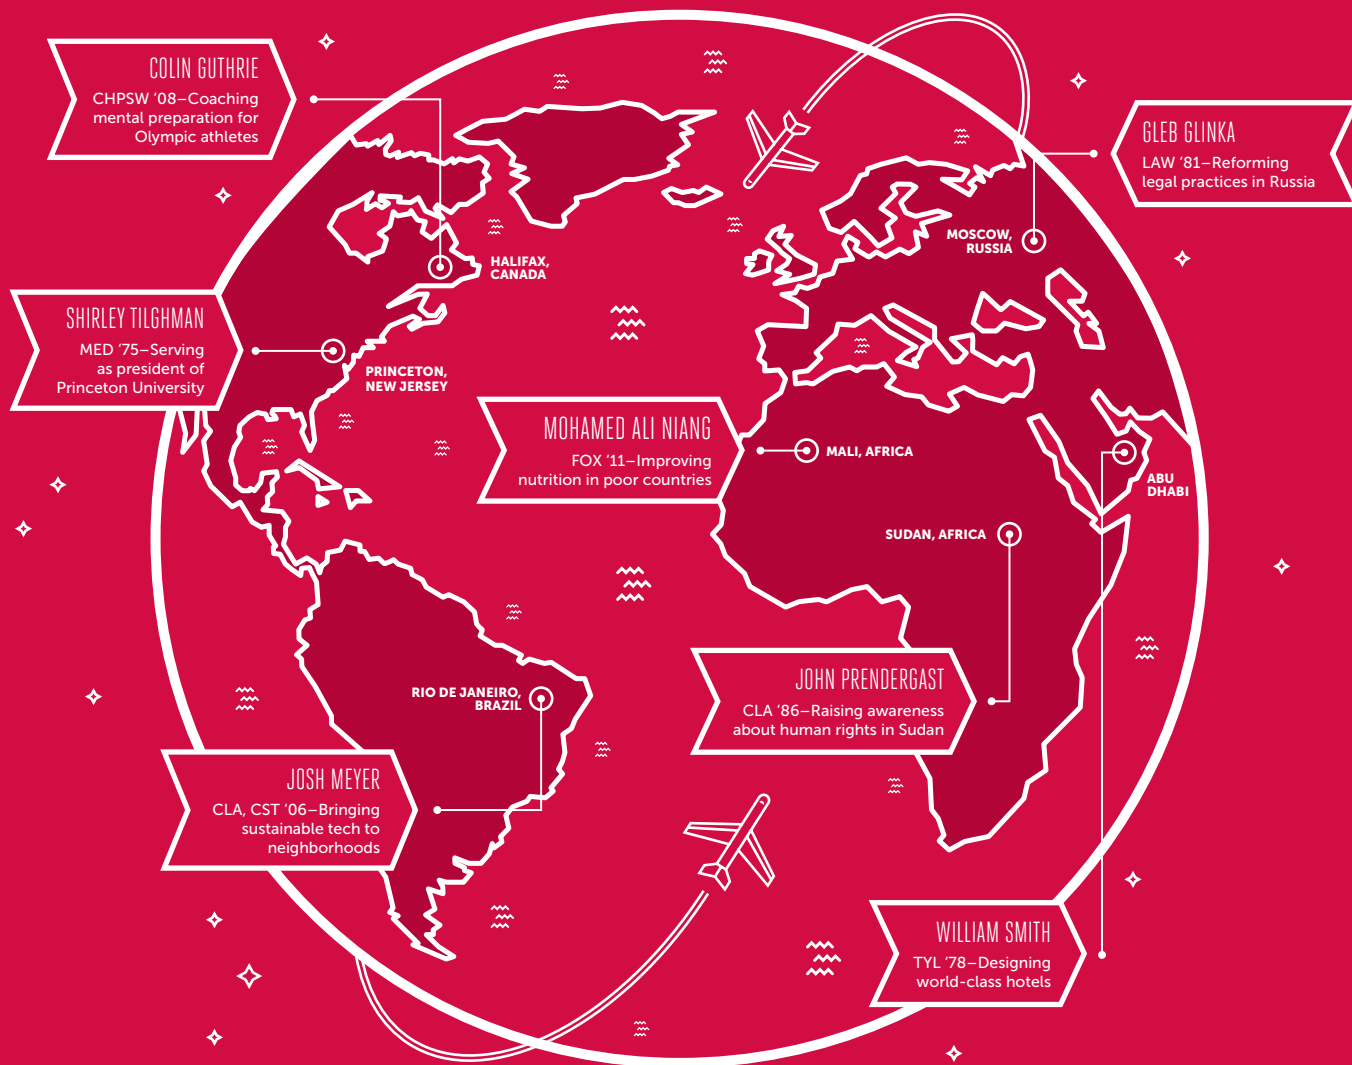 COLIN GUTHRIE
CHPSW ’08–Coaching
mental preparation for
Olympic athletes
GLEB GLINKA
LAW ’81–Reforming
legal practices in Russia
MOSCOW,
RUSSIA
HALIFAX,
CANADA
SHIRLEY TILGHMAN
MED ’75–Serving
as president of
Princeton University
PRINCETON,
NEW JERSEY
MOHAMED ALI NIANG
FOX ’11–Improving
nutrition in poor countries
MALI, AFRICA
ABU
DHABI
SUDAN, AFRICA
JOHN PRENDERGAST
CLA ’86–Raising awareness
about human rights in Sudan
RIO DE JANEIRO,
BRAZIL
JOSH MEYER
CLA, CST ’06–Bringing
sustainable tech to
neighborhoods
WILLIAM SMITH
TYL ’78–Designing
world-class hotels